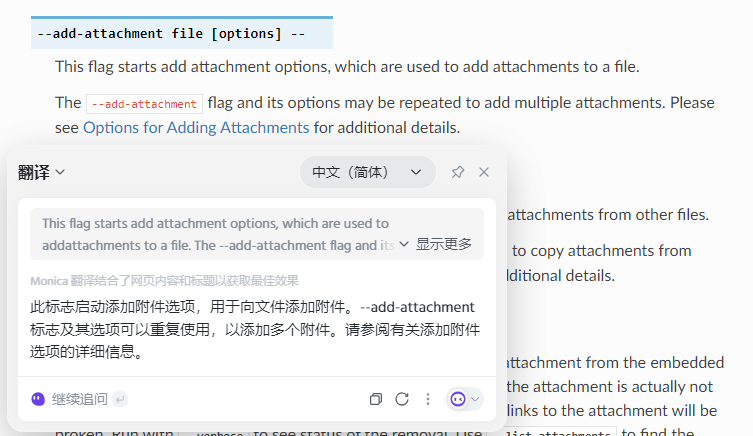 --add-attachment file [options] --
This flag starts add attachment options, which are used to add attachments to a file.
The --add-attachment flag and its options may be repeated to add multiple attachments. Please
see Options for Adding Attachments for additional details.
attachments from other files.
to copy attachments from
dditional details.
attachment from the embedded
the attachment is actually not
links to the attachment will be
broken. Run with --verbose to see status of the removal. Use --list-attachments to find the
翻译
中文（简体）
This flag starts add attachment options, which are used to
addattachments to a file. The --add-attachment flag and its
显示更多
Monica 翻译结合了网页内容和标题以获取最佳效果
此标志启动添加附件选项，用于向文件添加附件。--add-attachment
标志及其选项可以重复使用，以添加多个附件。请参阅有关添加附件
选项的详细信息。
继续追问